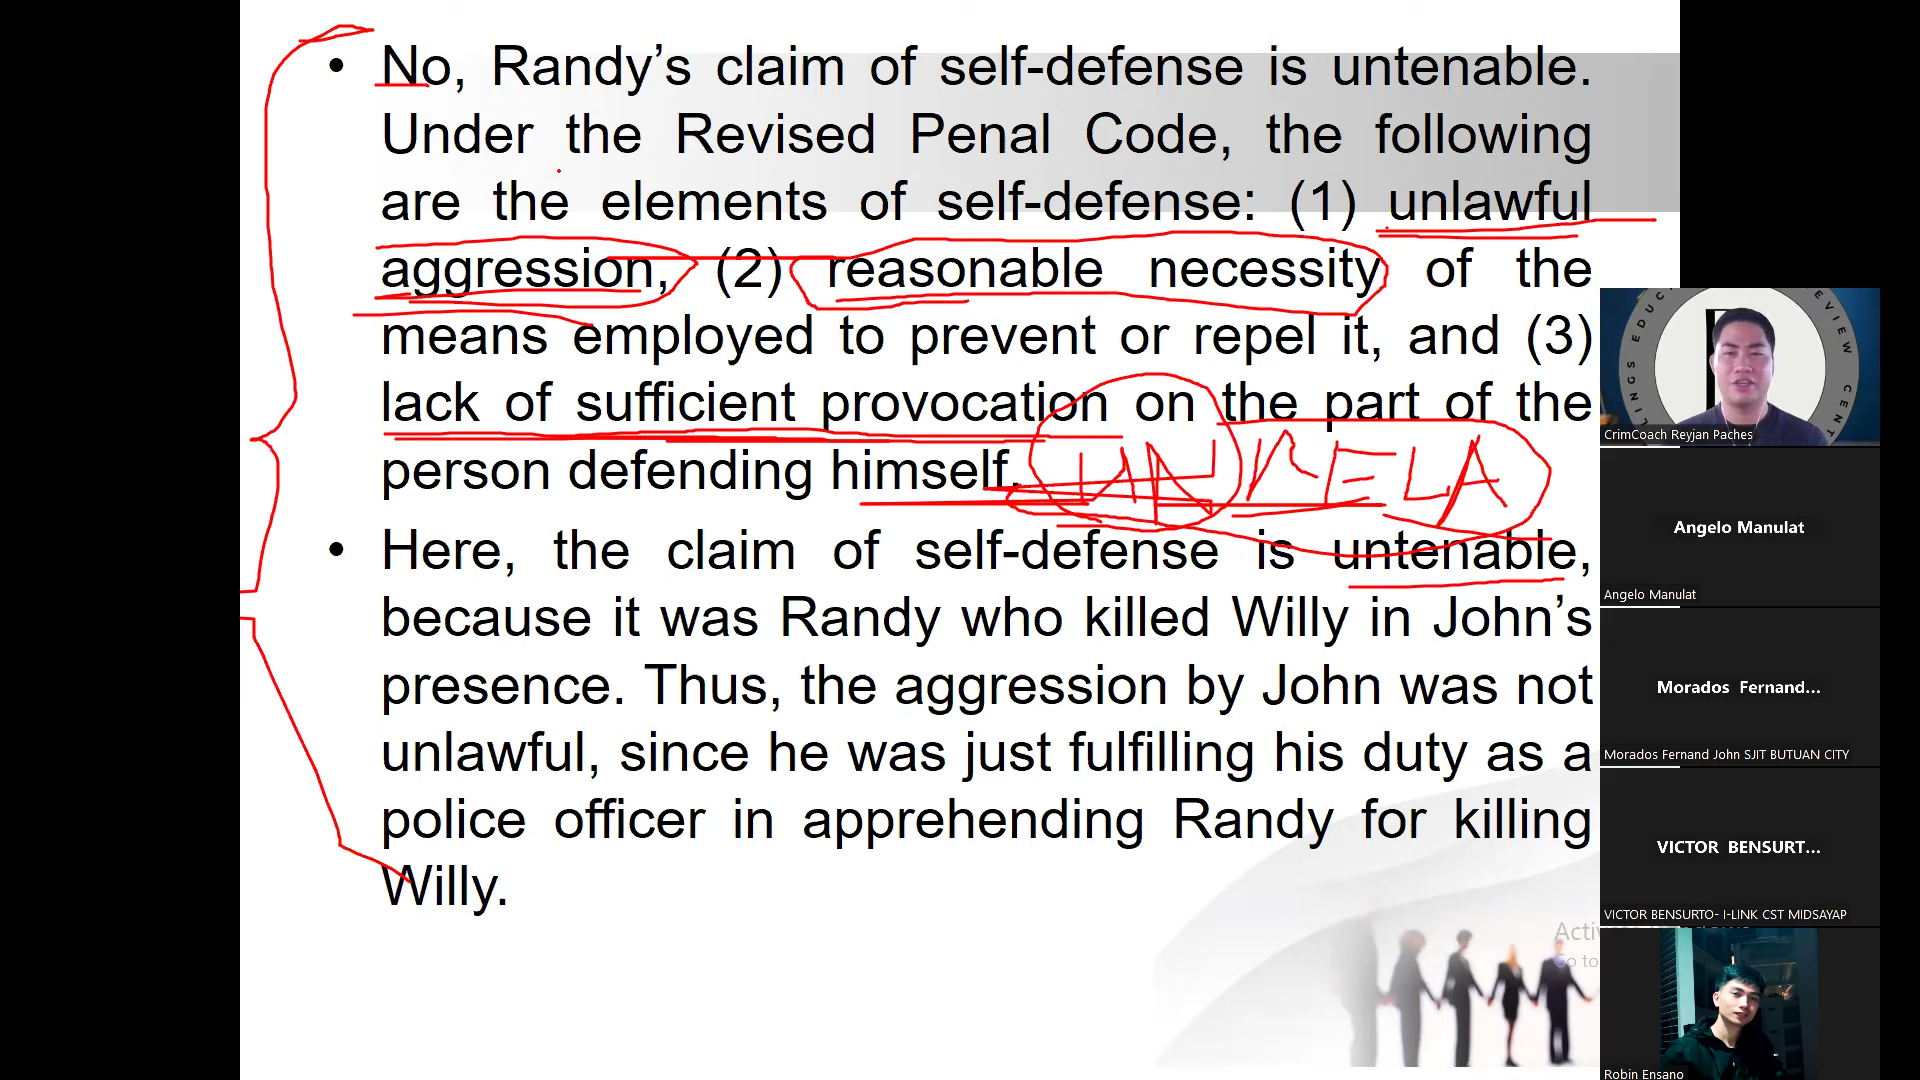 • No, Randy’s claim of self-defense is untenable.
Under the Revised Penal Code, the following
are the elements of self-defense: (1) unlawful
aggression, (2) reasonable necessity of the
means employed to prevent or repel it, and (3)
lack of sufficient provocation on the part of the
person defending himself.
UN RELA
• Here, the claim of self-defense is untenable,
because it was Randy who killed Willy in John’s
presence. Thus, the aggression by John was not
unlawful, since he was just fulfilling his duty as a
police officer in apprehending Randy for killing
Willy.
CrimCoach Reyjan Paches
Angelo Manulat
Angelo Manulat
Morados Fernand...
Morados Fernand John SJIT BUTUAN CITY
VICTOR BENSURT...
VICTOR BENSURTO- I-LINK CST MIDSAYAP
Robin Ensano